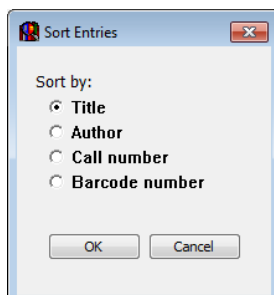 Sort Entries
Sort by:
Title
Author
Call number
Barcode number
OK Cancel